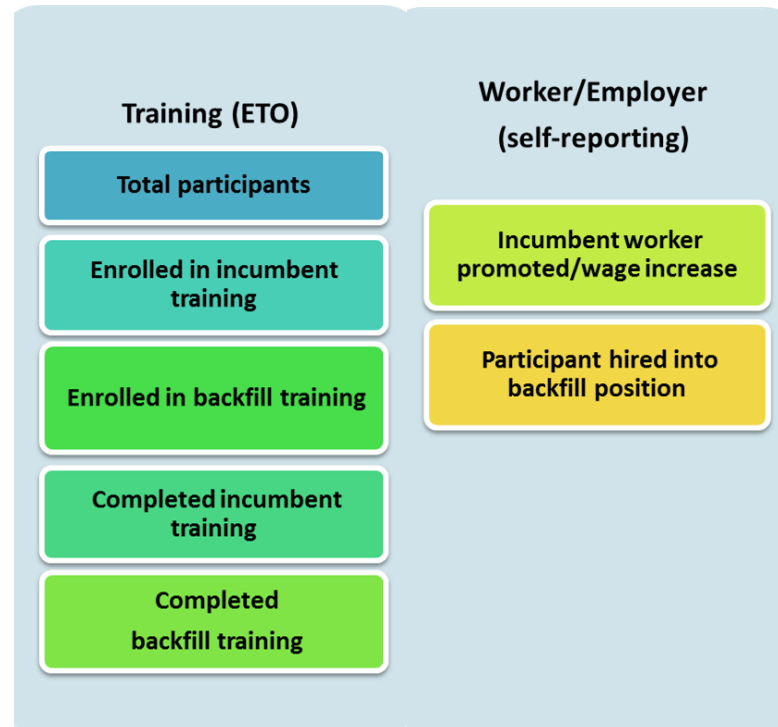 Training (ETO)
Total participants
Enrolled in incumbent
training
Enrolled in backfill training
Completed incumbent
training
Completed
backfill training
Worker/Employer
(self-reporting)
Incumbent worker
promoted/wage increase
Participant hired into
backfill position